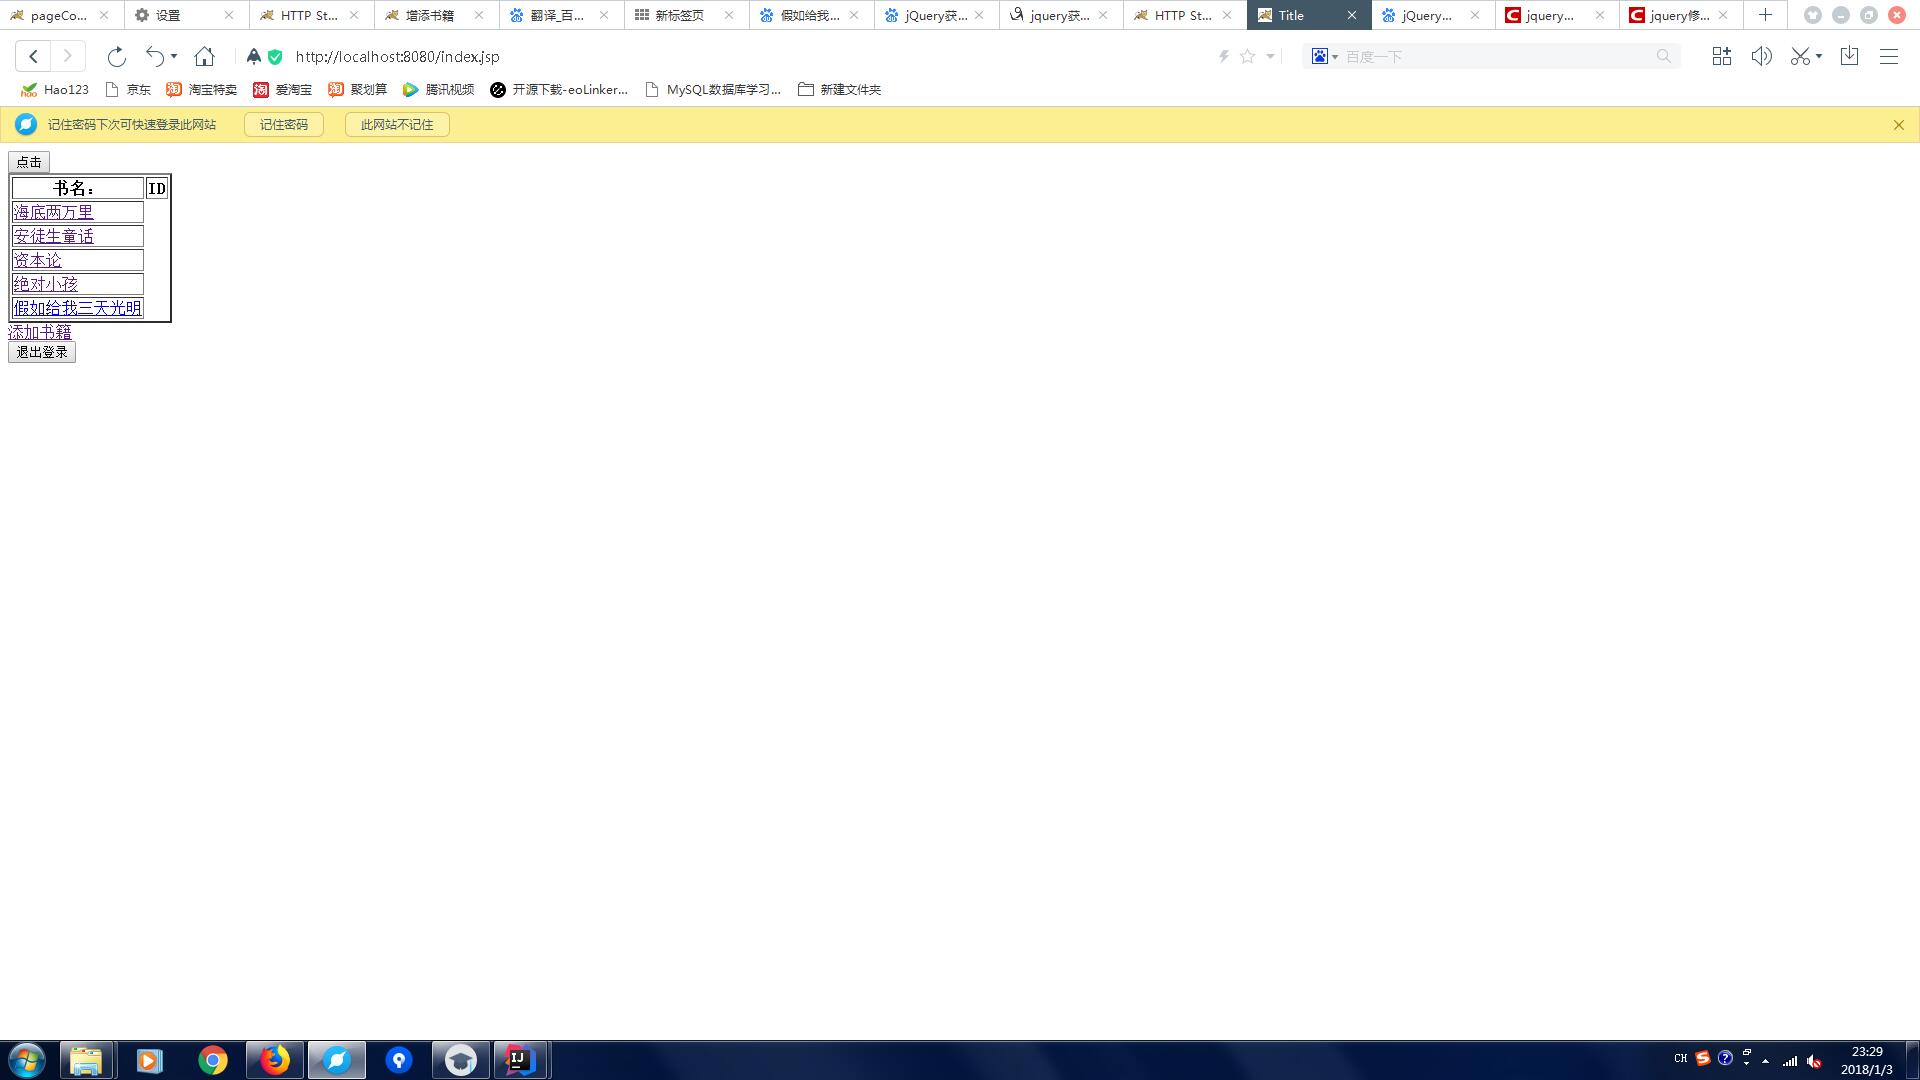 pageCo...
设置
HTTP St...
增添书籍
翻译_百...
新标签页
假如给我...
jQuery获...
jquery获...
HTTP St...
Title
jQuery...
jquery...
jquery修...
http://localhost:8080/index.jsp
百度一下
Hao123
京东
淘宝特卖
爱淘宝
聚划算
腾讯视频
开源下载-eoLinker...
MySQL数据库学习...
新建文件夹
记住密码下次可快速登录此网站
记住密码
此网站不记住
点击
书名: ID
海底两万里
安徒生童话
资本论
绝对小孩
假如给我三天光明
添加书籍
退出登录
CH
23:29
2018/1/3